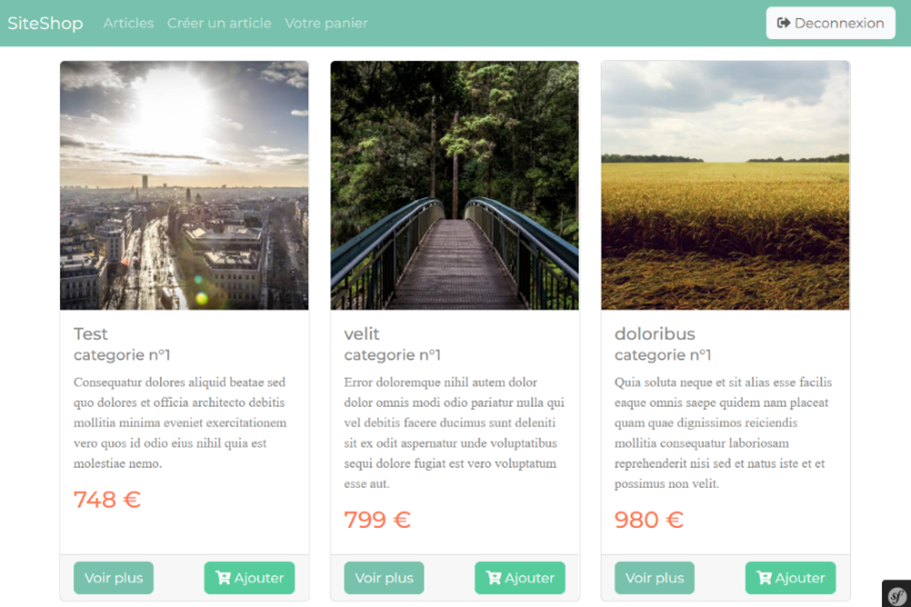 SiteShop Articles Créer un article Votre panier Deconnexion
Test
categorie n°1
Consequatur dolores aliquid beatae sed
quo dolores et officia architecto debitis
mollitia minima eveniet exercitationem
vero quos id odio eius nihil quia est
molestiae nemo.
748 €
Voir plus Ajouter
velit
categorie n°1
Error doloremque nihil autem dolor
dolor omnis modi odio pariatur nulla qui
vel debitis facere ducimus sunt deleniti
sit ex odit aspernatur unde voluptatibus
sequi dolore fugiat est vero voluptatum
esse aut.
799 €
Voir plus Ajouter
doloribus
categorie n°1
Quia soluta neque et sit alias esse facilis
eaque omnis saepe quidem nam placeat
quam quae dignissimos reiciendis
mollitia consequatur laboriosam
reprehenderit nisi sed et natus iste et et
possimus non velit.
980 €
Voir plus Ajouter
sf